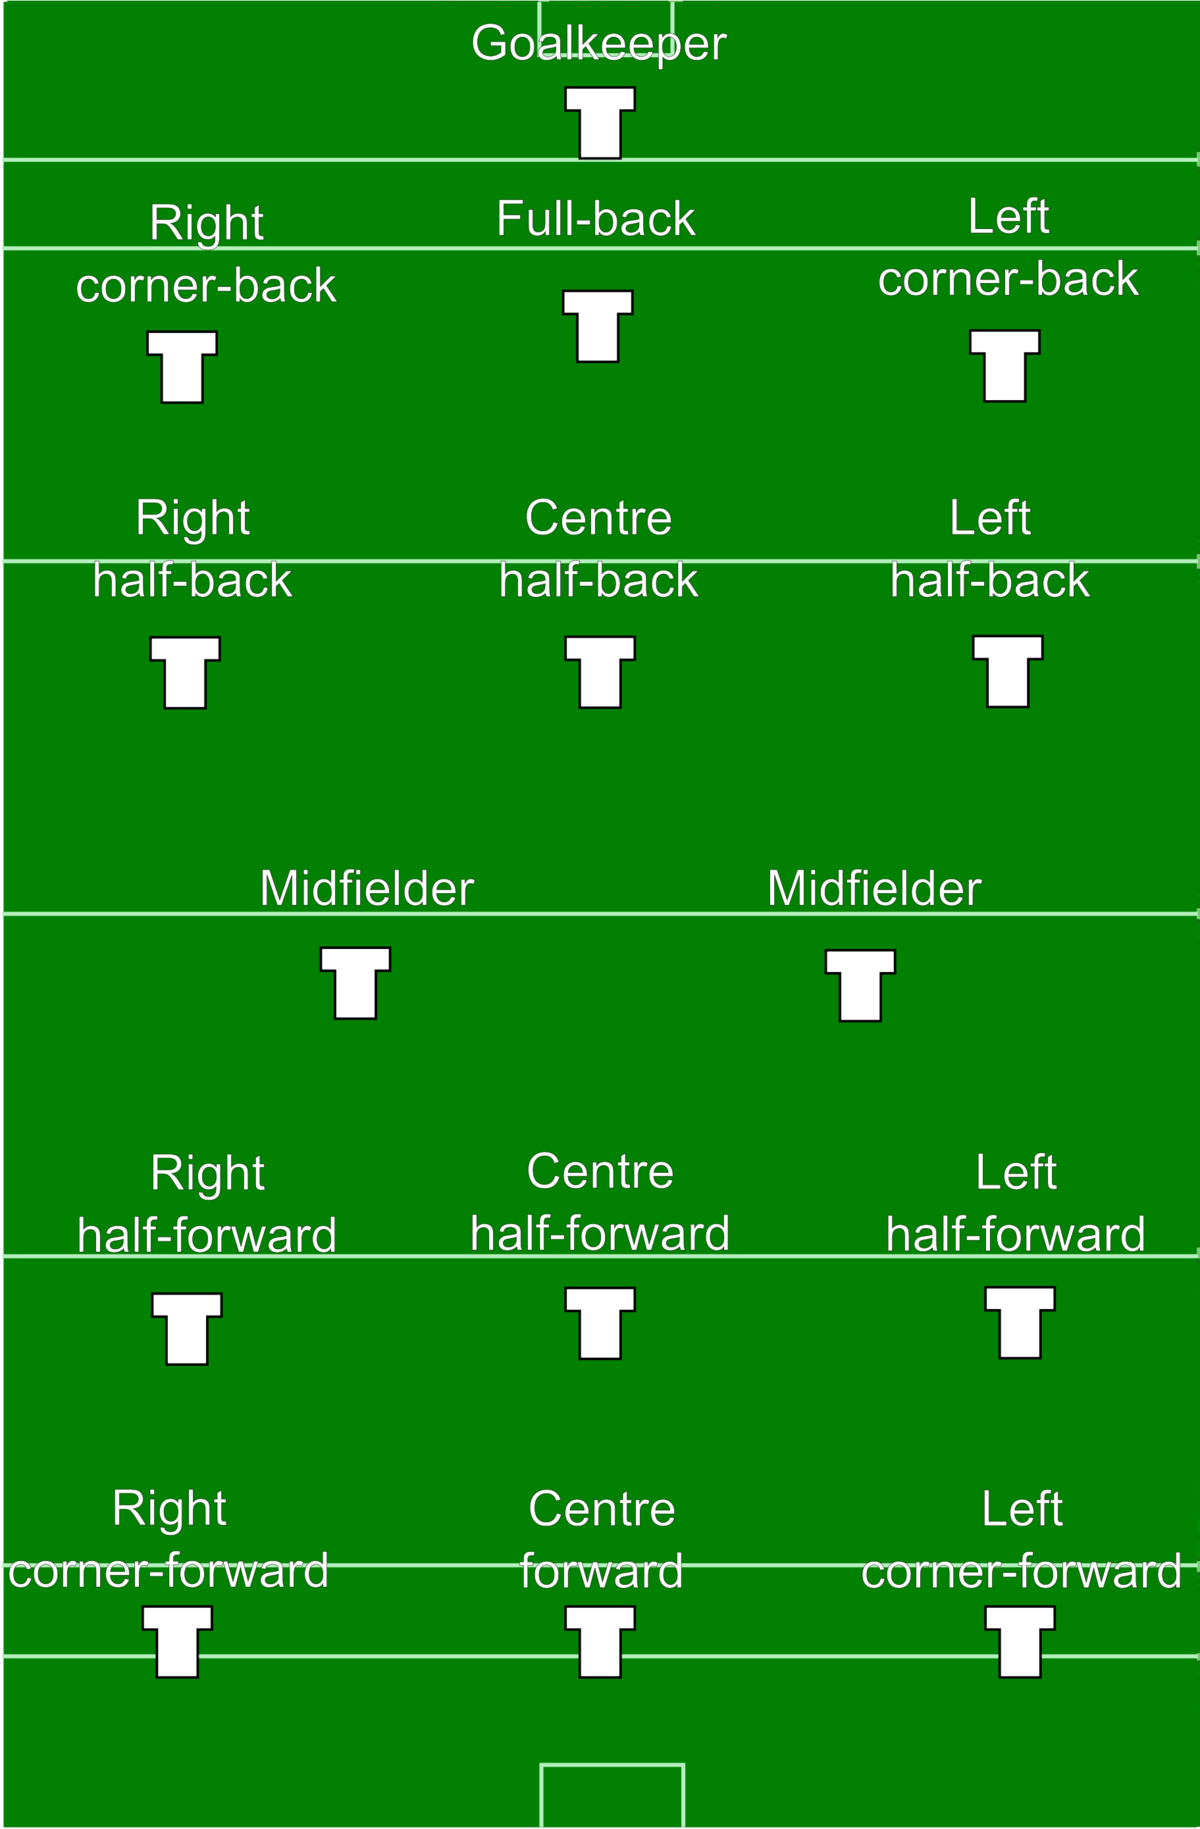 Goalkeeper
Right
corner-back
Full-back
Left
corner-back
Right
half-back
Centre
half-back
Left
half-back
Midfielder
Midfielder
Right
half-forward
Centre
half-forward
Left
half-forward
Right
corner-forward
Centre
forward
Left
corner-forward